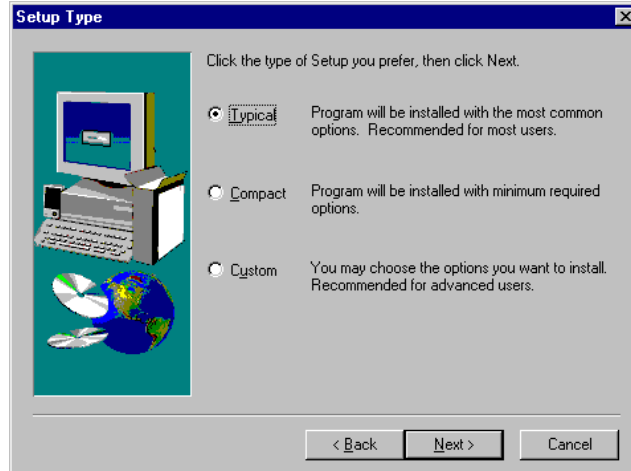 Setup Type
Click the type of Setup you prefer, then click Next.
Typical
Program will be installed with the most common
options. Recommended for most users.
Compact
Program will be installed with minimum required
options.
Custom
You may choose the options you want to install.
Recommended for advanced users.
< Back
Next >
Cancel